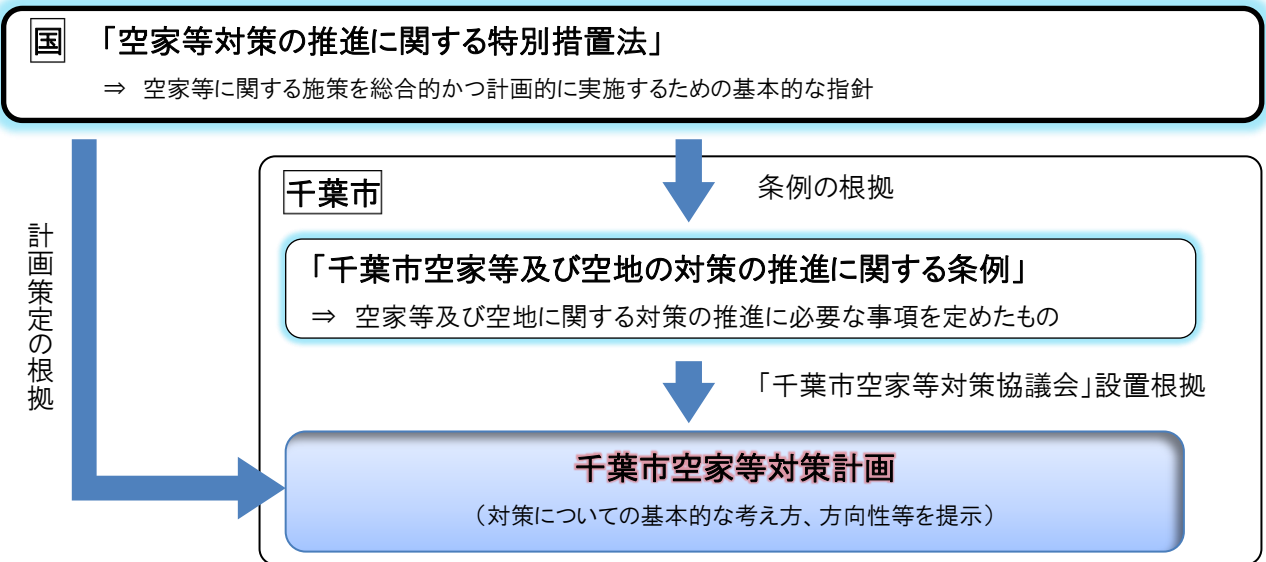 国 「空家等対策の推進に関する特別措置法」
⇒ 空家等に関する施策を総合的かつ計画的に実施するための基本的な指針
計画策定の根拠
千葉市
条例の根拠
「千葉市空家等及び空地の対策の推進に関する条例」
⇒ 空家等及び空地に関する対策の推進に必要な事項を定めたもの
「千葉市空家等対策協議会」設置根拠
千葉市空家等対策計画
（対策についての基本的な考え方、方向性等を提示）